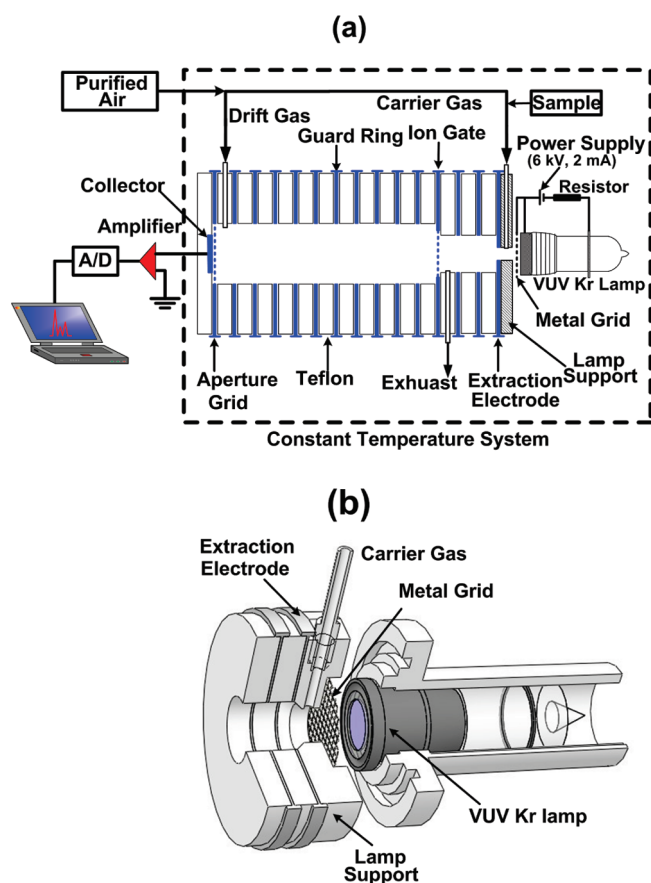 (a)
Purified
Air
Drift Gas
Carrier Gas
Sample
Guard Ring
Ion Gate
Power Supply
(6 kV, 2 mA)
Resistor
Collector
Amplifier
A/D
VUV Kr Lamp
Metal Grid
Lamp
Support
Aperture
Grid
Teflon
Exhuast
Extraction
Electrode
Constant Temperature System
(b)
Extraction
Electrode
Carrier Gas
Metal Grid
VUV Kr lamp
Lamp
Support